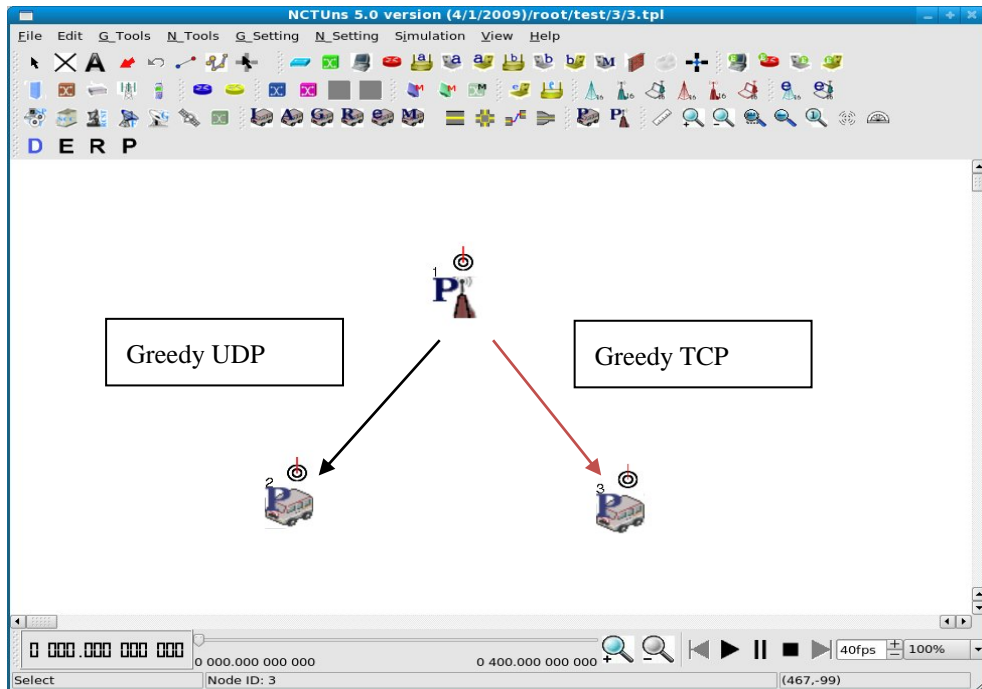 NCTUns 5.0 version (4/1/2009)/root/test/3/3.tpl
File Edit G_Tools N_Tools G_Setting N_Setting Simulation View Help
D E R P
1
P
Greedy UDP
Greedy TCP
2
P
3
P
0 000.000 000 000
0 000.000 000 000
0 400.000 000 000
40fps
100%
Select
Node ID: 3
(467,-99)